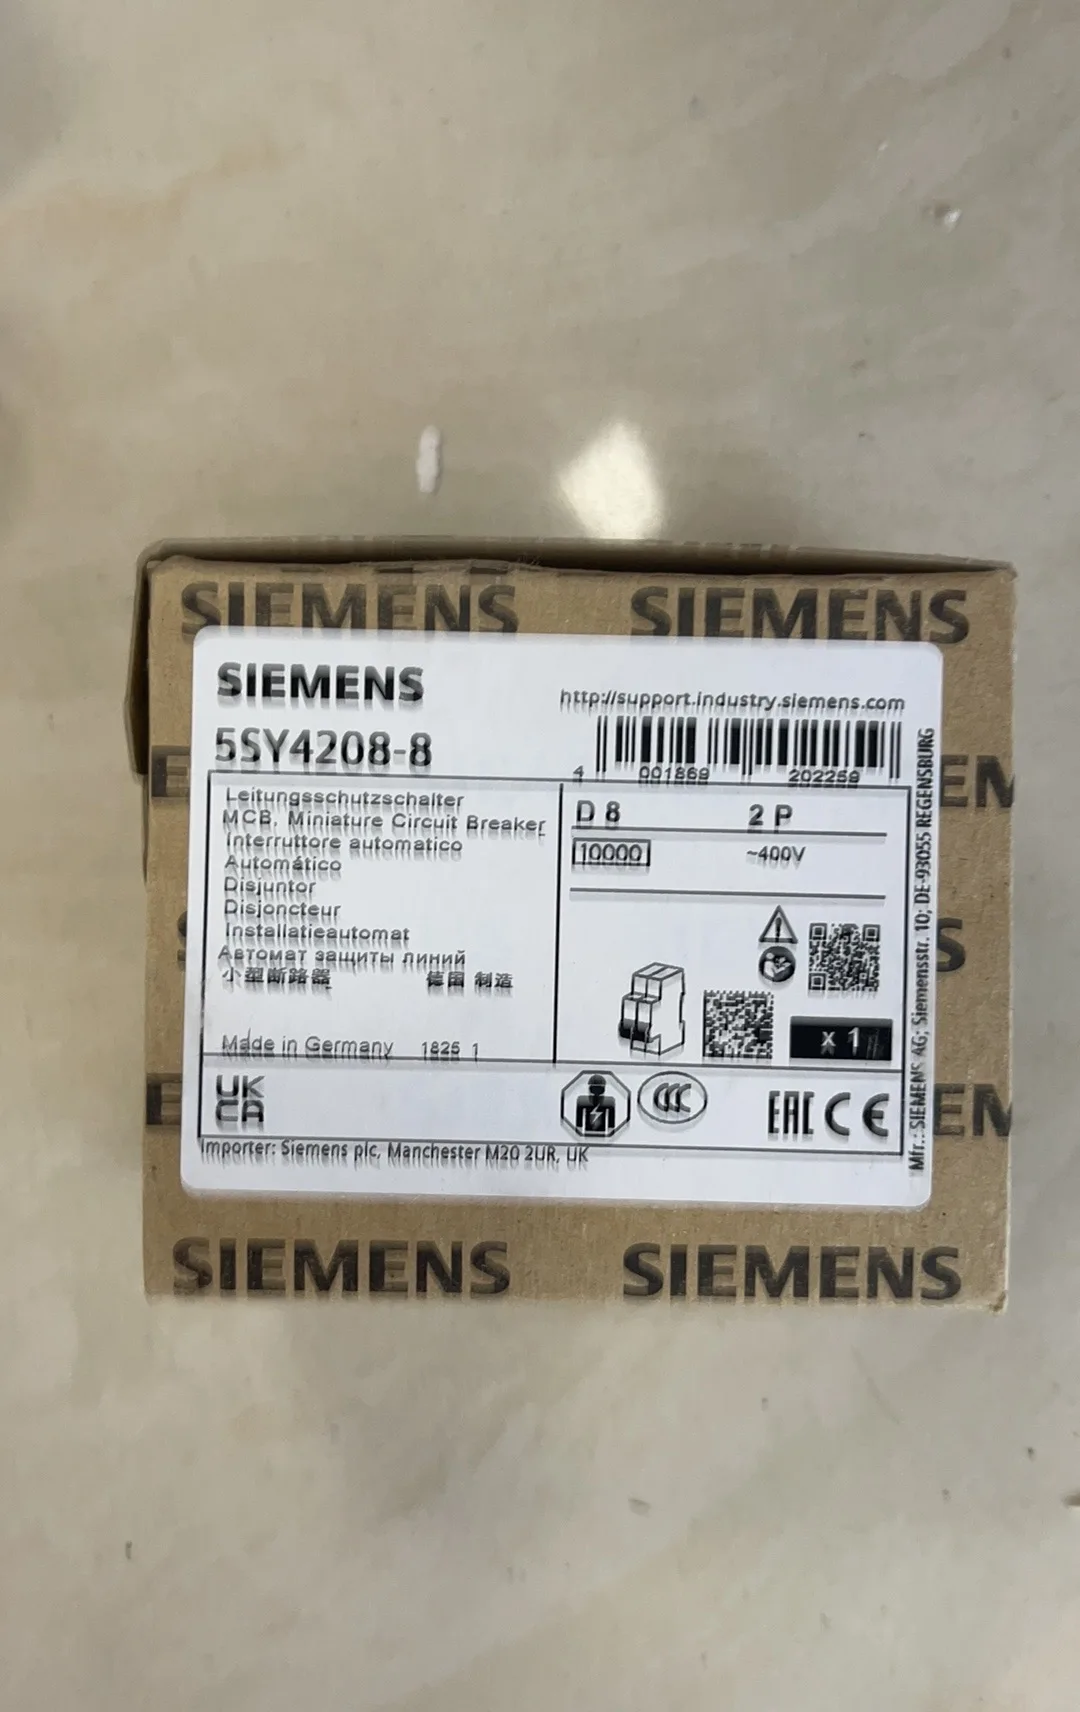 SIEMENS SIEMENS
SIEMENS
http://support.industry.siemens.com
5SY4208-8
4 001869 202259
Leitungsschutzschalter
MCB, Miniature Circuit Breaker
Interruttore automatico
Automático
Disjuntor
Disjoncteur
Installatieautomat
Автомат защиты линий
小型断路器 德国 制造
Made in Germany 1825 1
D 8 2 P
10000 ~400V
x 1
UK
CA
CCC
EAC CE
Importer: Siemens plc, Manchester M20 2UR, UK
Mfr.: SIEMENS AG; Siemensstr. 10; DE-93055 REGENSBURG
E EN
S
E EN
SIEMENS SIEMENS